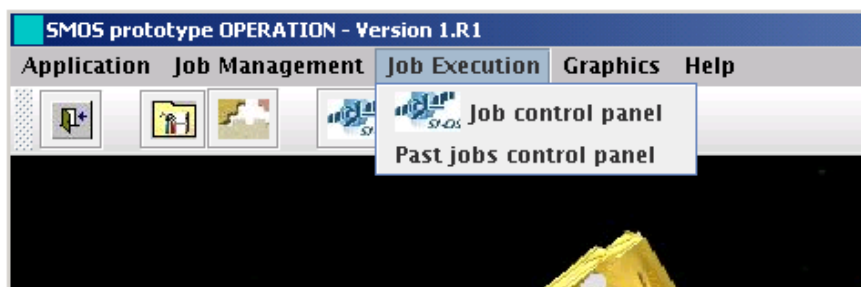 SMOS prototype OPERATION - Version 1.R1
Application Job Management Job Execution Graphics Help
Job control panel
Past jobs control panel